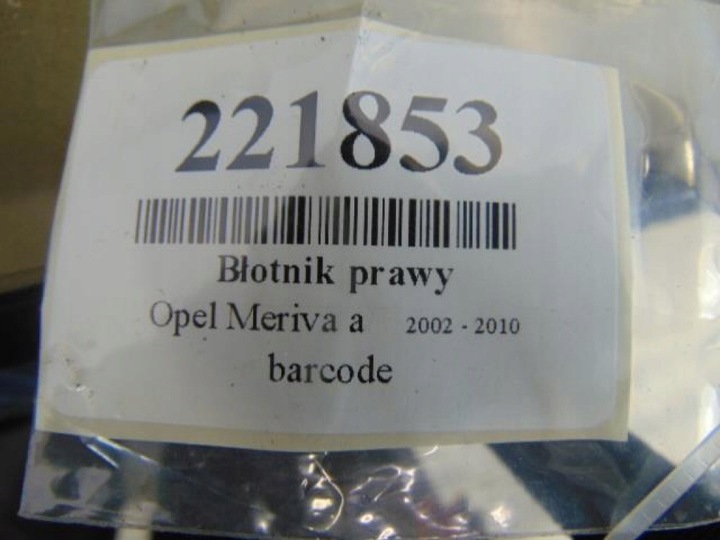 221853
Błotnik prawy
Opel Meriva a 2002 - 2010
barcode